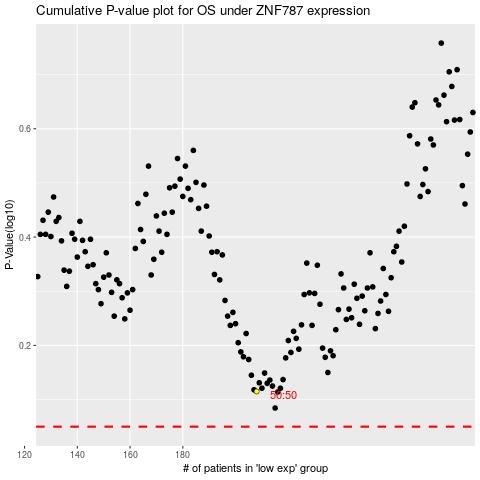 Cumulative P-value plot for OS under ZNF787 expression
P-Value(log10)
0.6
0.4
0.2
50:50
120 140 160 180
# of patients in 'low exp' group